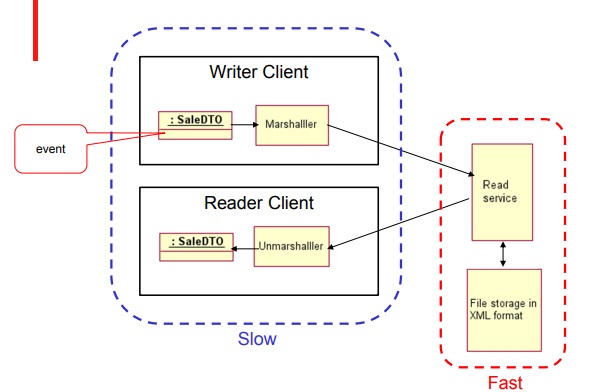 Writer Client
: SaleDTO
Marshalller
event
Read
service
Reader Client
: SaleDTO
Unmarshalller
File storage in
XML format
Slow
Fast